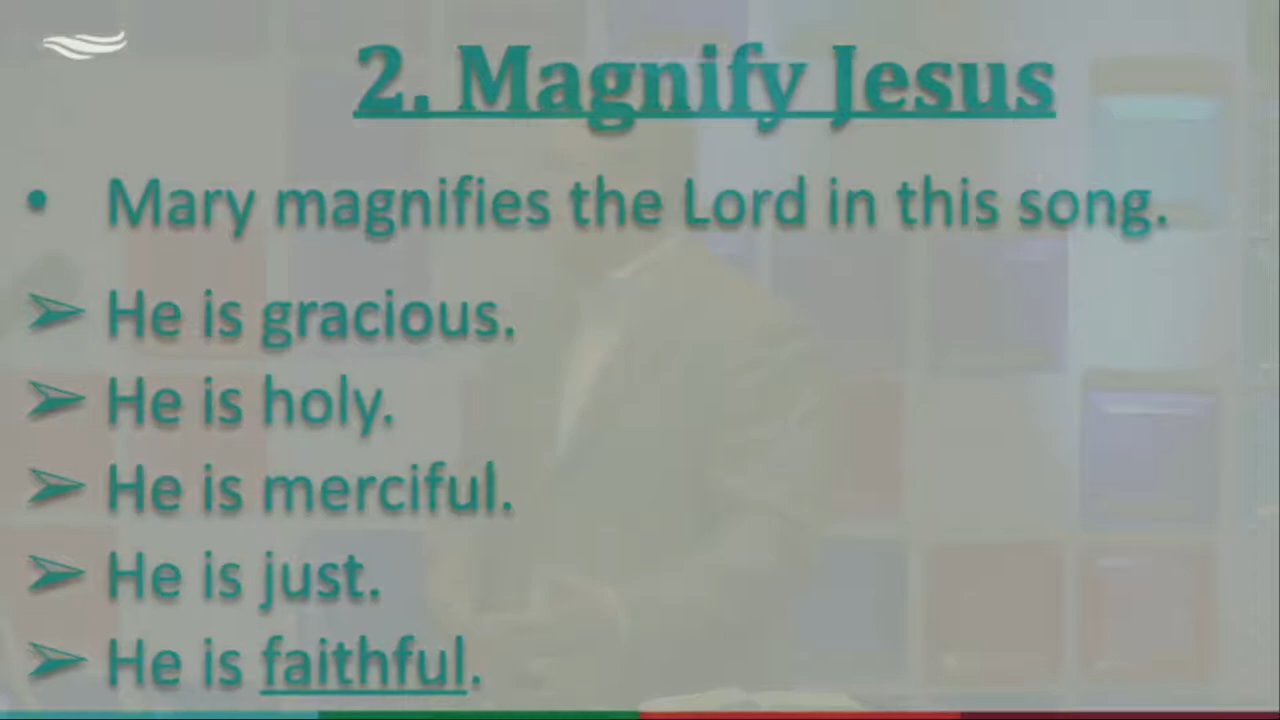 2. Magnify Jesus
• Mary magnifies the Lord in this song.
➢ He is gracious.
➢ He is holy.
➢ He is merciful.
➢ He is just.
➢ He is faithful.